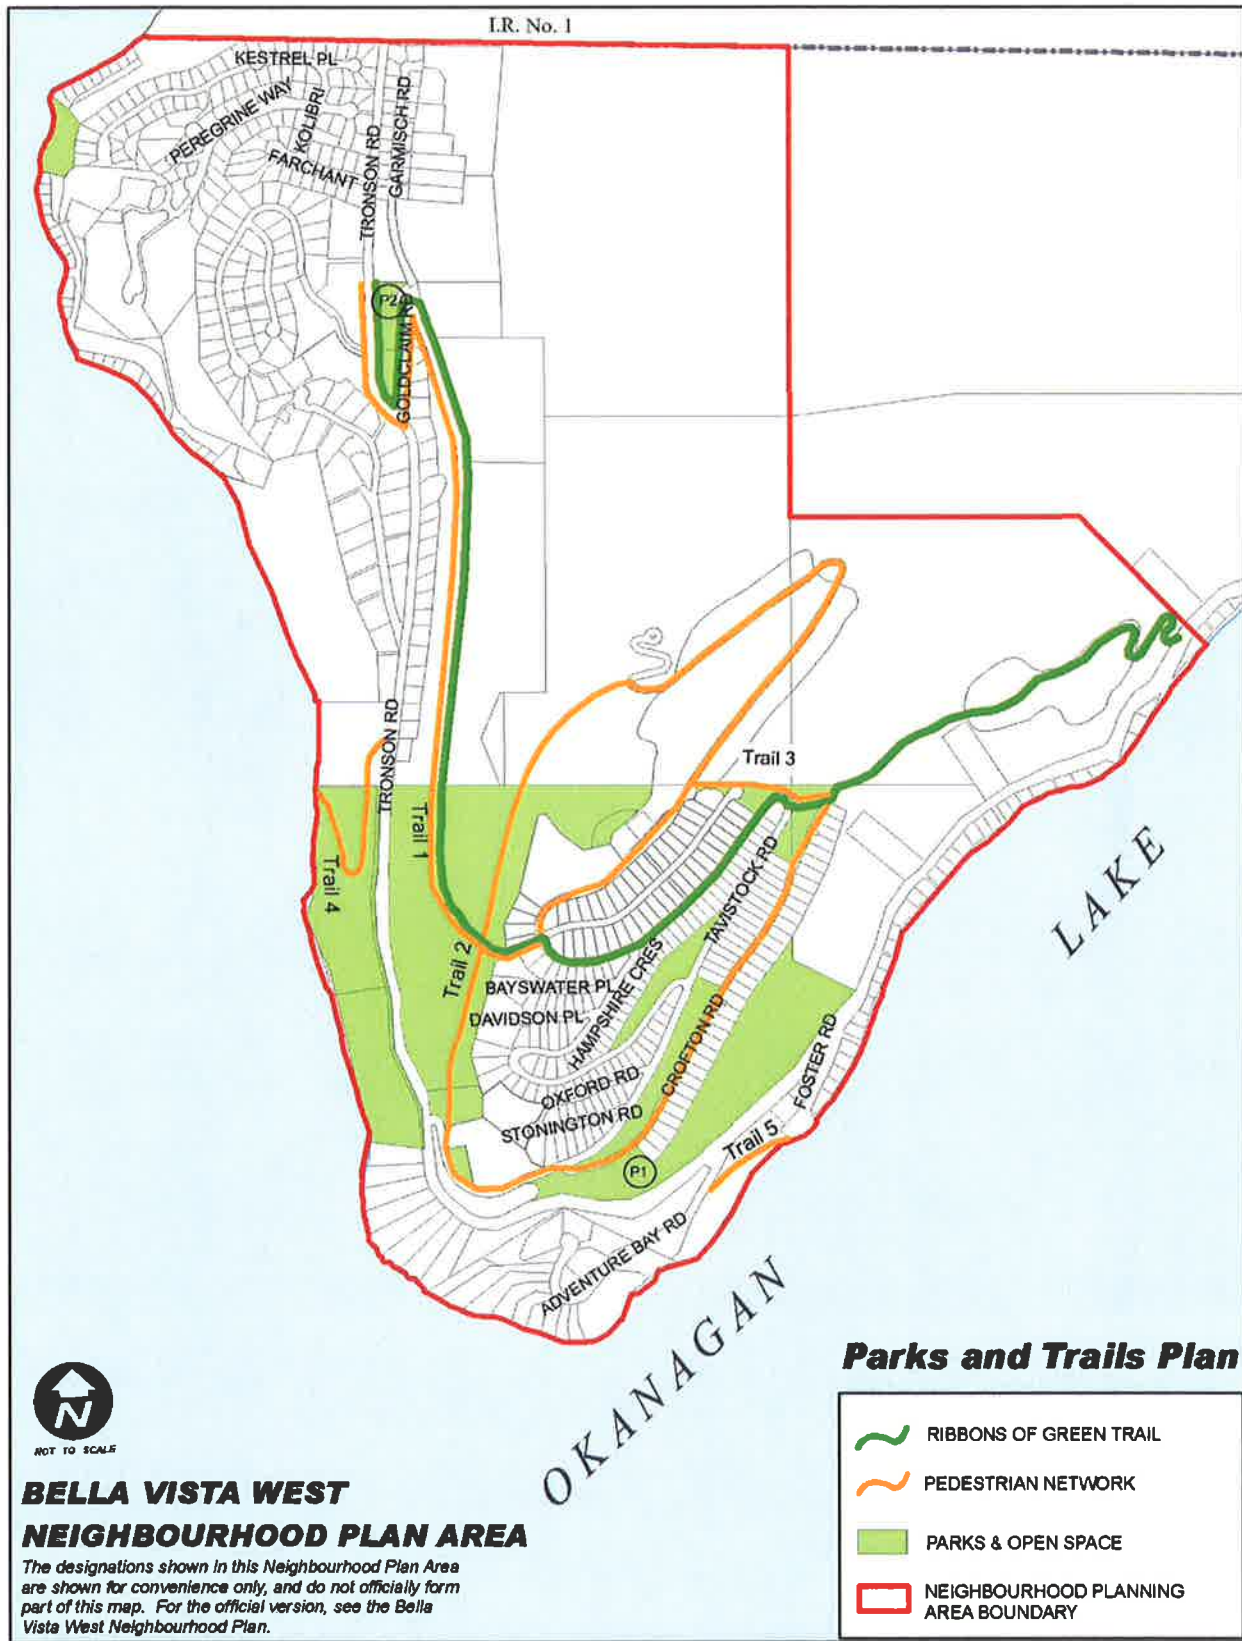 I.R. No. 1
KESTREL PL
PEREGRINE WAY
KOLIBRI
FARCHANT
TRONSON RD
GARMISCH RD
P2
GOLDCLAIM RD
TRONSON RD
Trail 3
Trail 1
Trail 4
Trail 2
TAVISTOCK RD
BAYSWATER PL
DAVIDSON PL
HAMPSHIRE CRES
CROFTON RD
OXFORD RD
STONINGTON RD
FOSTER RD
Trail 5
P1
ADVENTURE BAY RD
OKANAGAN LAKE
Parks and Trails Plan
RIBBONS OF GREEN TRAIL
PEDESTRIAN NETWORK
PARKS & OPEN SPACE
NEIGHBOURHOOD PLANNING
AREA BOUNDARY
N
NOT TO SCALE
BELLA VISTA WEST
NEIGHBOURHOOD PLAN AREA
The designations shown in this Neighbourhood Plan Area
are shown for convenience only, and do not officially form
part of this map. For the official version, see the Bella
Vista West Neighbourhood Plan.